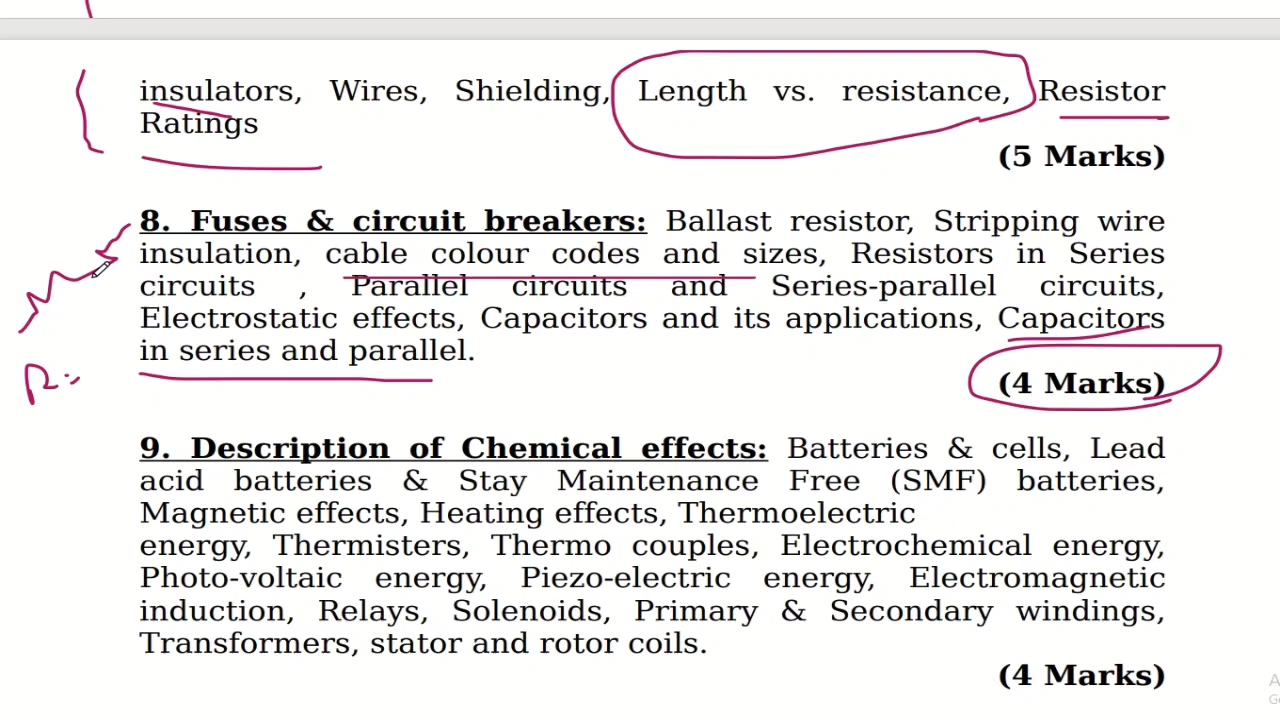 insulators, Wires, Shielding, Length vs. resistance, Resistor
Ratings
(5 Marks)
8. Fuses & circuit breakers: Ballast resistor, Stripping wire
insulation, cable colour codes and sizes, Resistors in Series
circuits , Parallel circuits and Series-parallel circuits,
Electrostatic effects, Capacitors and its applications, Capacitors
in series and parallel.
R:
(4 Marks)
9. Description of Chemical effects: Batteries & cells, Lead
acid batteries & Stay Maintenance Free (SMF) batteries,
Magnetic effects, Heating effects, Thermoelectric
energy, Thermisters, Thermo couples, Electrochemical energy,
Photo-voltaic energy, Piezo-electric energy, Electromagnetic
induction, Relays, Solenoids, Primary & Secondary windings,
Transformers, stator and rotor coils.
(4 Marks)